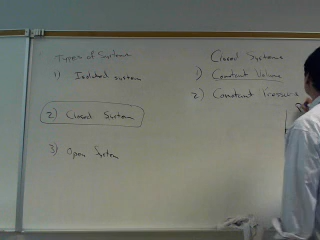 Types of Systems
1) Isolated system
2) Closed System
3) Open System
Closed Systems
1) Constant Volume
2) Constant Pressure